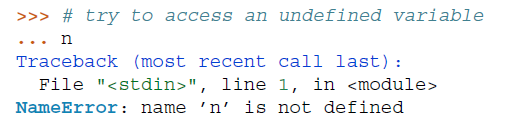 >>> # try to access an undefined variable
... n
Traceback (most recent call last):
  File "<stdin>", line 1, in <module>
NameError: name ’n’ is not defined